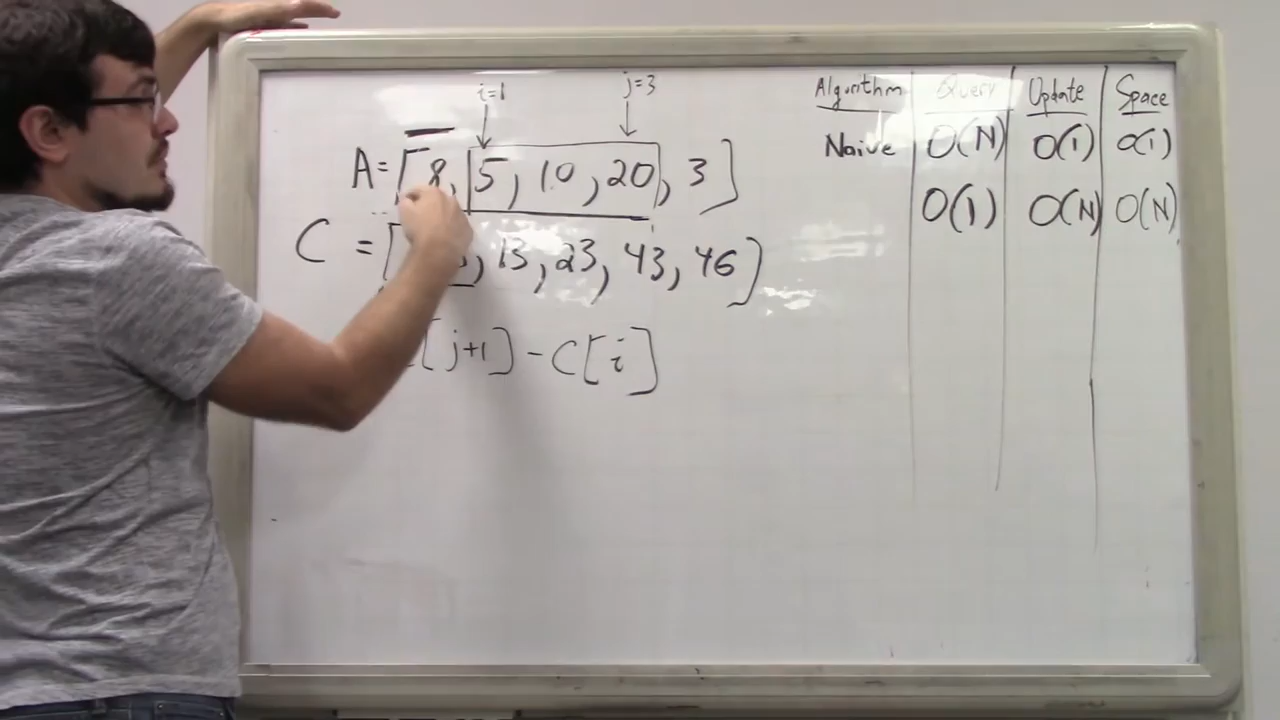 i=1 j=3
A=[8, 5, 10, 20, 3]
C = [ , 13, 23, 43, 46]
[j+1] - C[i]
Algorithm Query Update Space
Naive O(N) O(1) O(1)
O(1) O(N) O(N)